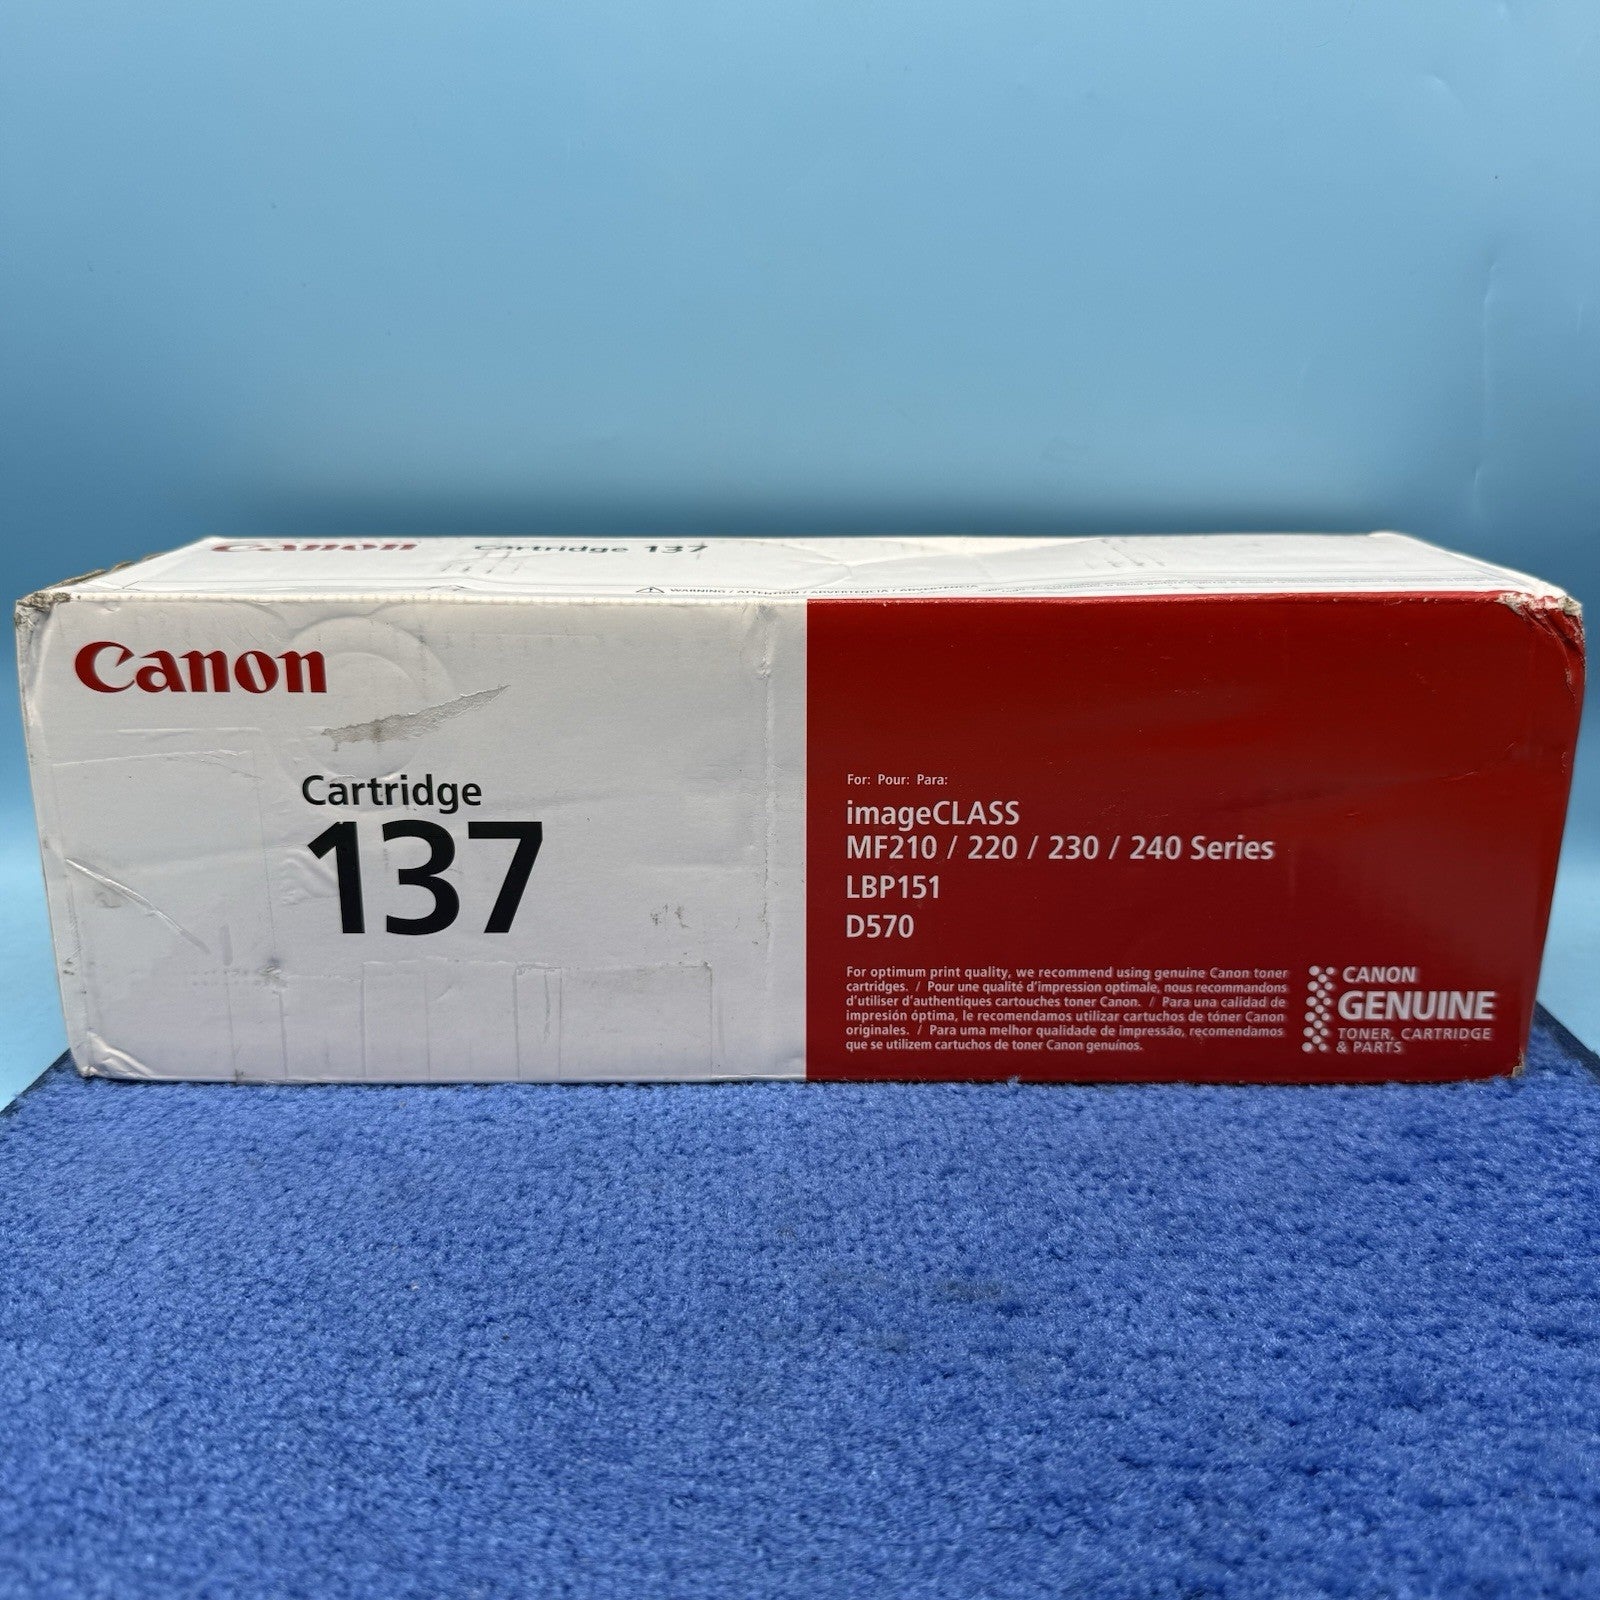 Canon Cartridge 137
WARNING / ATTENTION / ADVERTENCIA / ADVERTÊNCIA
Canon
Cartridge
137
For: Pour: Para:
imageCLASS
MF210 / 220 / 230 / 240 Series
LBP151
D570
For optimum print quality, we recommend using genuine Canon toner
cartridges. / Pour une qualité d'impression optimale, nous recommandons
d'utiliser d'authentiques cartouches toner Canon. / Para una calidad de
impresión óptima, le recomendamos utilizar cartuchos de tóner Canon
originales. / Para uma melhor qualidade de impressão, recomendamos
que se utilizem cartuchos de toner Canon genuínos.
CANON
GENUINE
TONER, CARTRIDGE
& PARTS